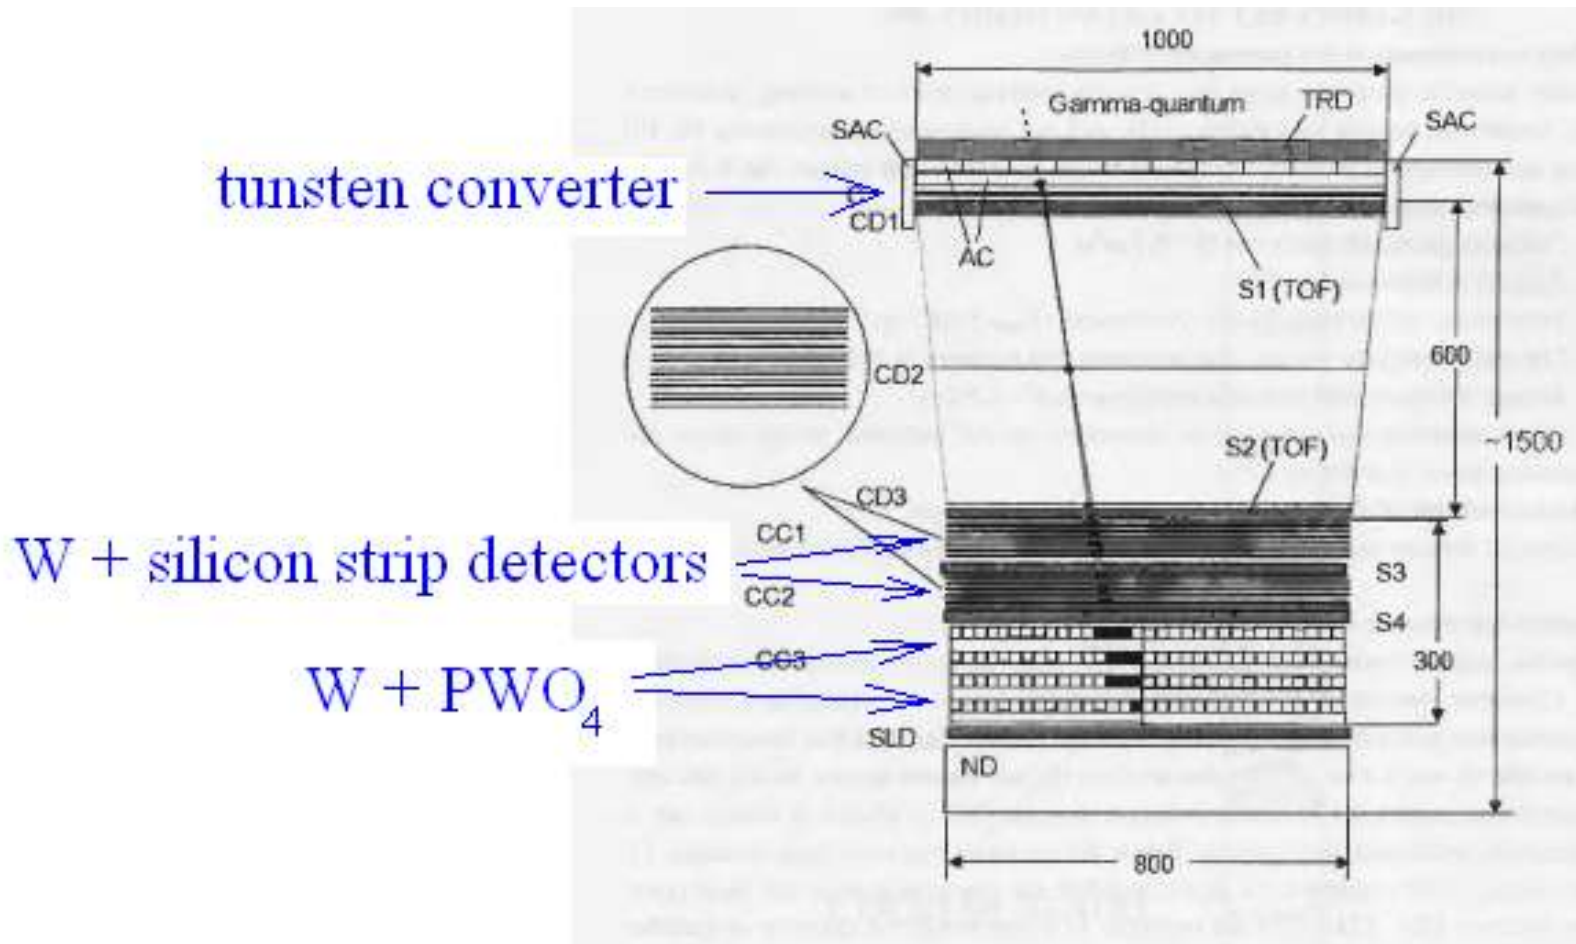 1000
Gamma-quantum
TRD
SAC
SAC
tunsten converter
C
CD1
AC
S1 (TOF)
600
CD2
~1500
S2 (TOF)
CD3
CC1
W + silicon strip detectors
S3
CC2
S4
CC3
300
W + PWO4
SLD
ND
800